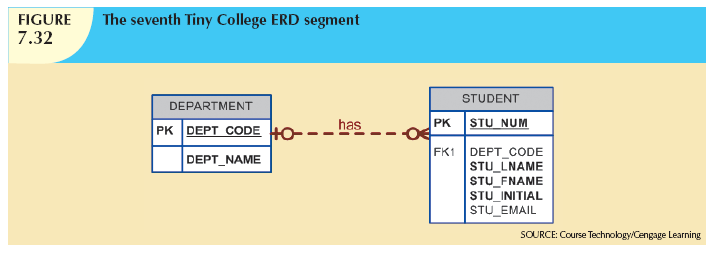 FIGURE
7.32
The seventh Tiny College ERD segment
DEPARTMENT
PK DEPT_CODE
DEPT_NAME
has
STUDENT
PK STU_NUM
FK1 DEPT_CODE
STU_LNAME
STU_FNAME
STU_INITIAL
STU_EMAIL
SOURCE: Course Technology/Cengage Learning